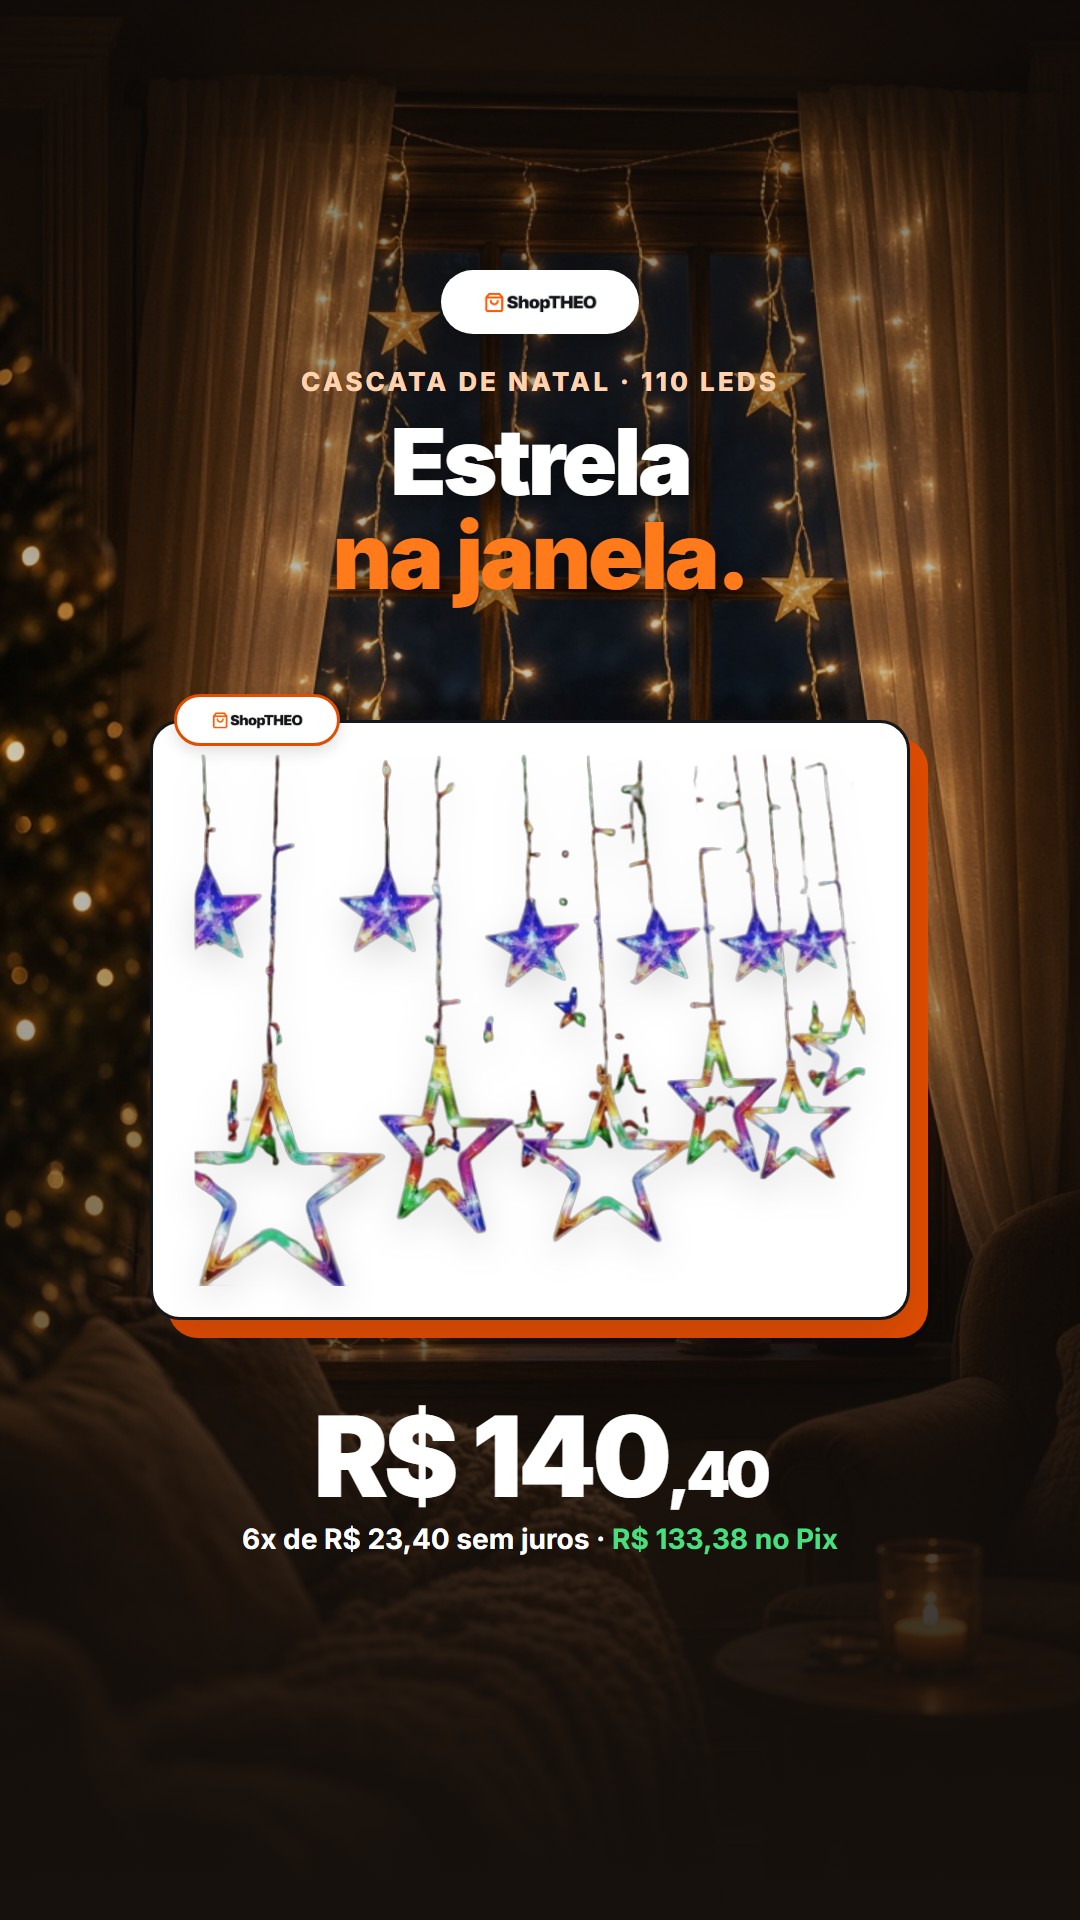 ShopTHEO
CASCATA DE NATAL · 110 LEDS
Estrela
na janela.
ShopTHEO
R$ 140,40
6x de R$ 23,40 sem juros · R$ 133,38 no Pix